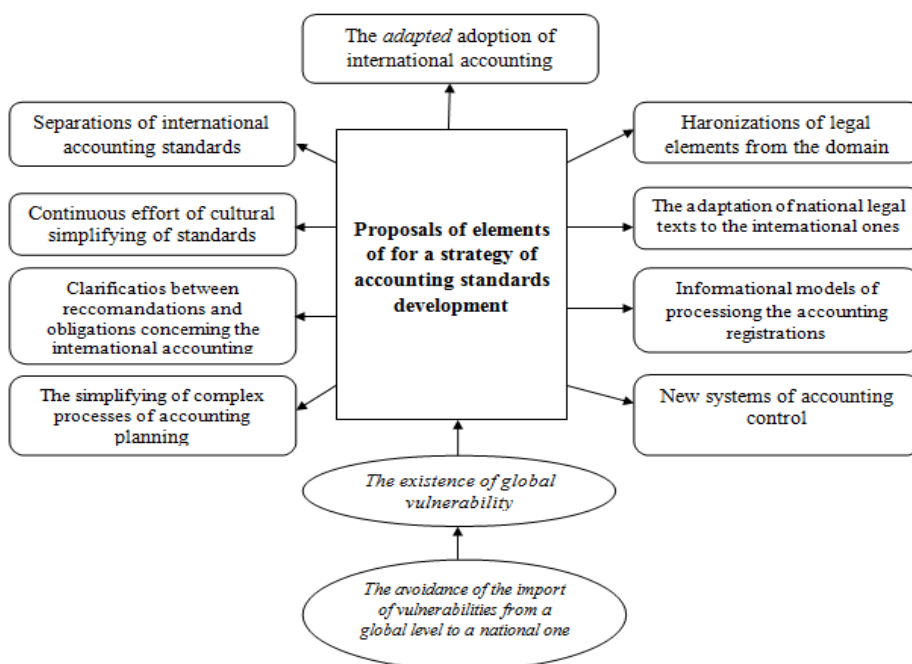 The adapted adoption of
international accounting
Separations of international
accounting standards
Haronizations of legal
elements from the domain
Continuous effort of cultural
simplifying of standards
The adaptation of national legal
texts to the international ones
Proposals of elements
of for a strategy of
accounting standards
development
Clarificatios between
reccomandations and
obligations concerning the
international accounting
Informational models of
processiong the accounting
registrations
The simplifying of complex
processes of accounting
planning
New systems of accounting
control
The existence of global
vulnerability
The avoidance of the import
of vulnerabilities from a
global level to a national one